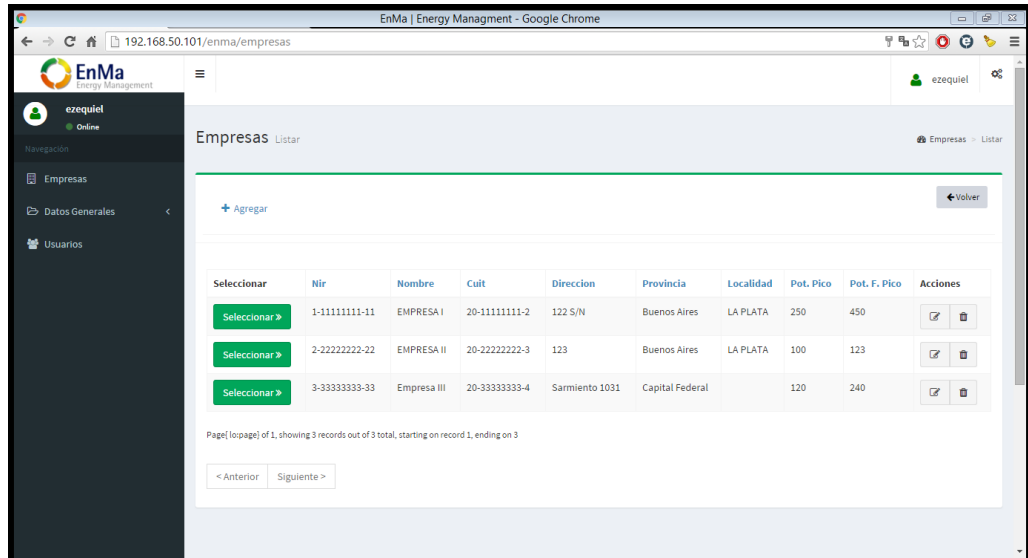 EnMa | Energy Managment - Google Chrome
192.168.50.101/enma/empresas
EnMa
Energy Management
ezequiel
ezequiel
Online
Navegación
Empresas
Datos Generales
Usuarios
Empresas Listar
Empresas > Listar
Agregar
Volver
Seleccionar Nir Nombre Cuit Direccion Provincia Localidad Pot. Pico Pot. F. Pico Acciones
Seleccionar » 1-11111111-11 EMPRESA I 20-11111111-2 122 S/N Buenos Aires LA PLATA 250 450
Seleccionar » 2-22222222-22 EMPRESA II 20-22222222-3 123 Buenos Aires LA PLATA 100 123
Seleccionar » 3-33333333-33 Empresa III 20-33333333-4 Sarmiento 1031 Capital Federal 120 240
Page[ lo:page] of 1, showing 3 records out of 3 total, starting on record 1, ending on 3
< Anterior Siguiente >